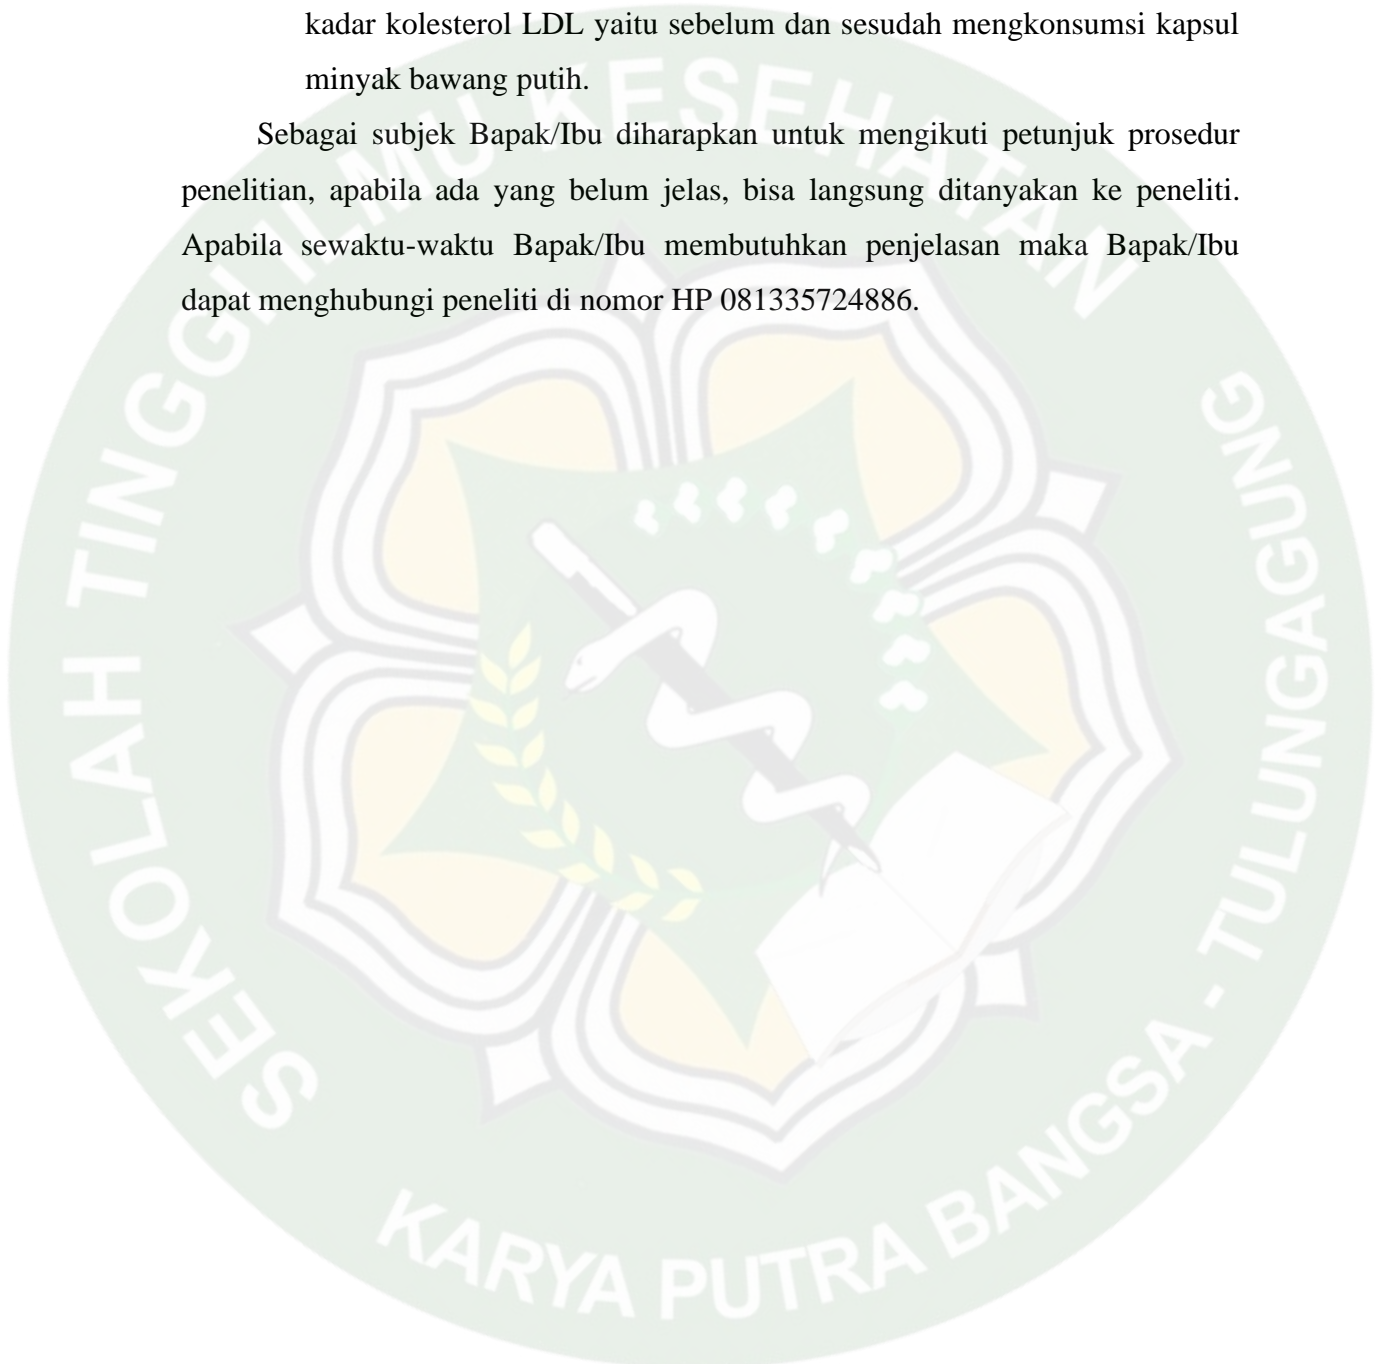 kadar kolesterol LDL yaitu sebelum dan sesudah mengkonsumsi kapsul
minyak bawang putih.
Sebagai subjek Bapak/Ibu diharapkan untuk mengikuti petunjuk prosedur
penelitian, apabila ada yang belum jelas, bisa langsung ditanyakan ke peneliti.
Apabila sewaktu-waktu Bapak/Ibu membutuhkan penjelasan maka Bapak/Ibu
dapat menghubungi peneliti di nomor HP 081335724886.
SEKOLAH TINGGI ILMU KESEHATAN
KARYA PUTRA BANGSA - TULUNGAGUNG